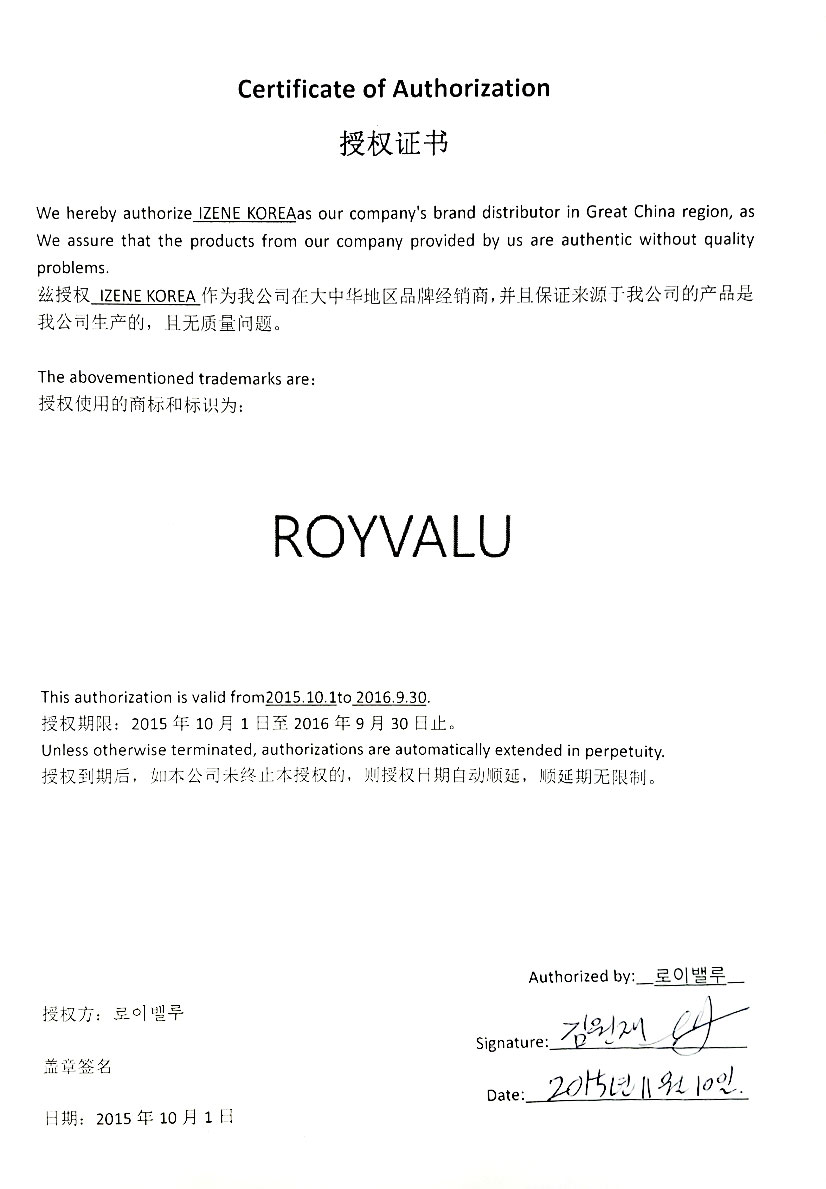 Certificate of Authorization
授权证书
We hereby authorize IZENE KOREAas our company's brand distributor in Great China region, as
We assure that the products from our company provided by us are authentic without quality
problems.
兹授权 IZENE KOREA 作为我公司在大中华地区品牌经销商,并且保证来源于我公司的产品是
我公司生产的，且无质量问题。
The abovementioned trademarks are:
授权使用的商标和标识为:
ROYVALU
This authorization is valid from2015.10.1to 2016.9.30.
授权期限：2015 年 10 月 1 日至 2016 年 9 月 30 日止。
Unless otherwise terminated, authorizations are automatically extended in perpetuity.
授权到期后，如本公司未终止本授权的，则授权日期自动顺延，顺延期无限制。
Authorized by: 로이밸루
授权方：로이밸루
Signature: 김원재
盖章签名
Date: 2015년 11월 10일.
日期：2015 年 10 月 1 日